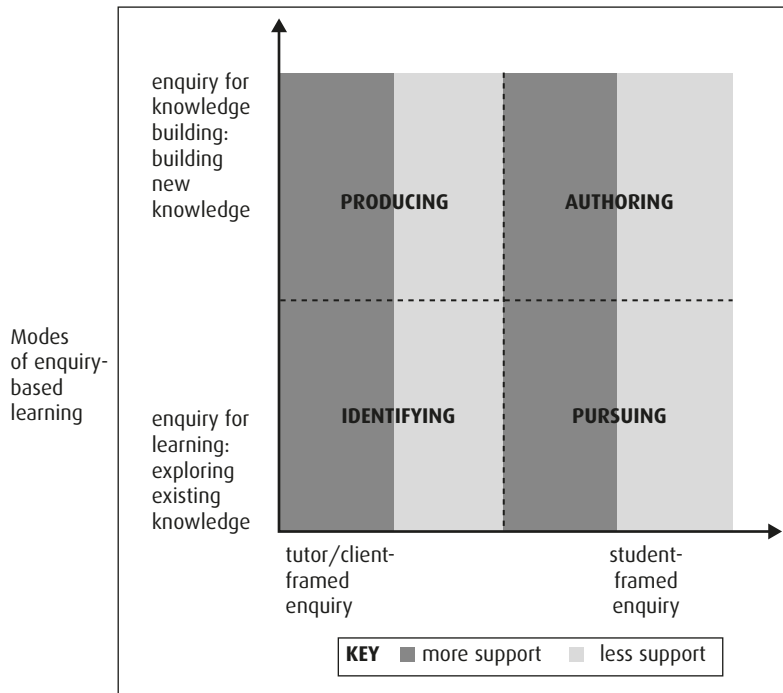 enquiry for
knowledge
building:
building
new
knowledge
PRODUCING
AUTHORING
Modes
of enquiry-
based
learning
enquiry for
learning:
exploring
existing
knowledge
IDENTIFYING
PURSUING
tutor/client-
framed
enquiry
student-
framed
enquiry
KEY more support less support